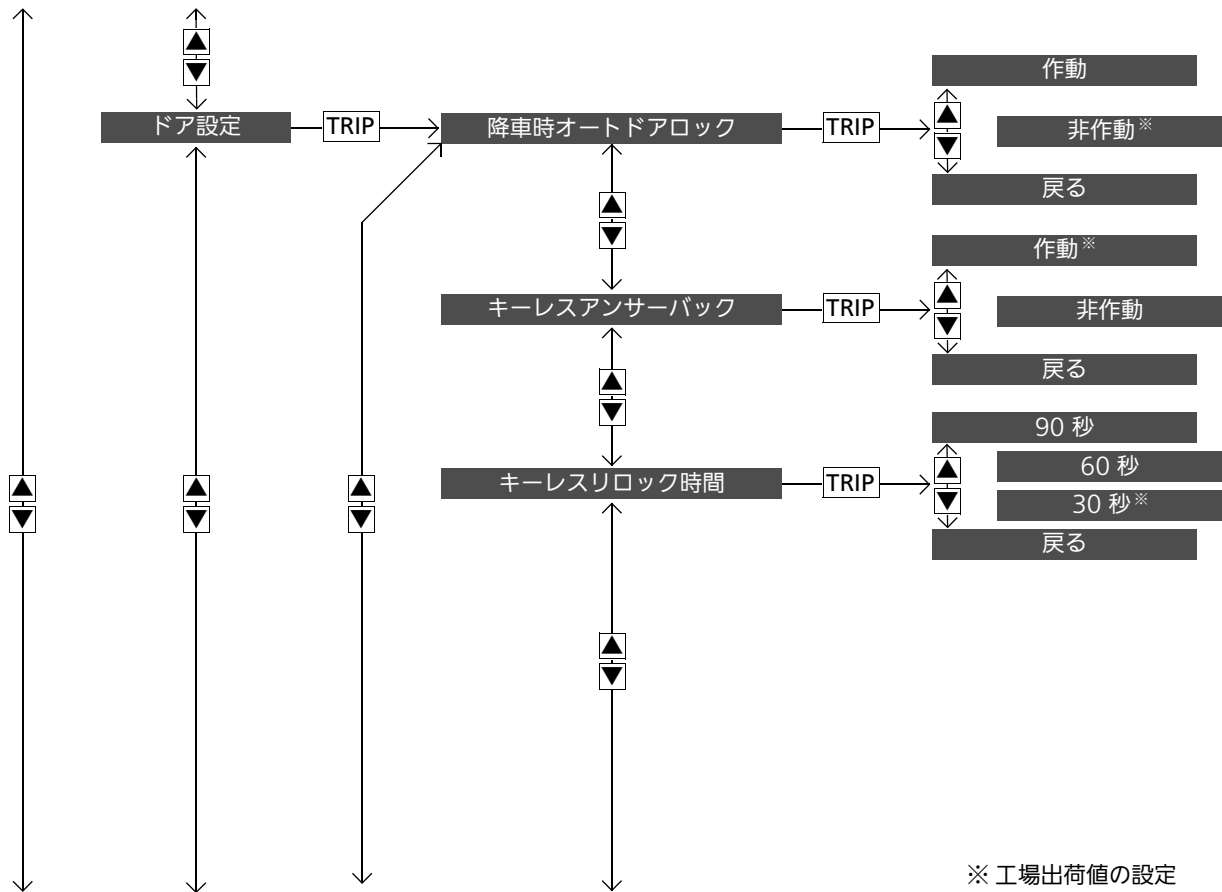 作動
ドア設定
TRIP
降車時オートドアロック
TRIP
非作動※
戻る
作動※
キーレスアンサーバック
TRIP
非作動
戻る
90 秒
キーレスリロック時間
TRIP
60 秒
30 秒※
戻る
※ 工場出荷値の設定